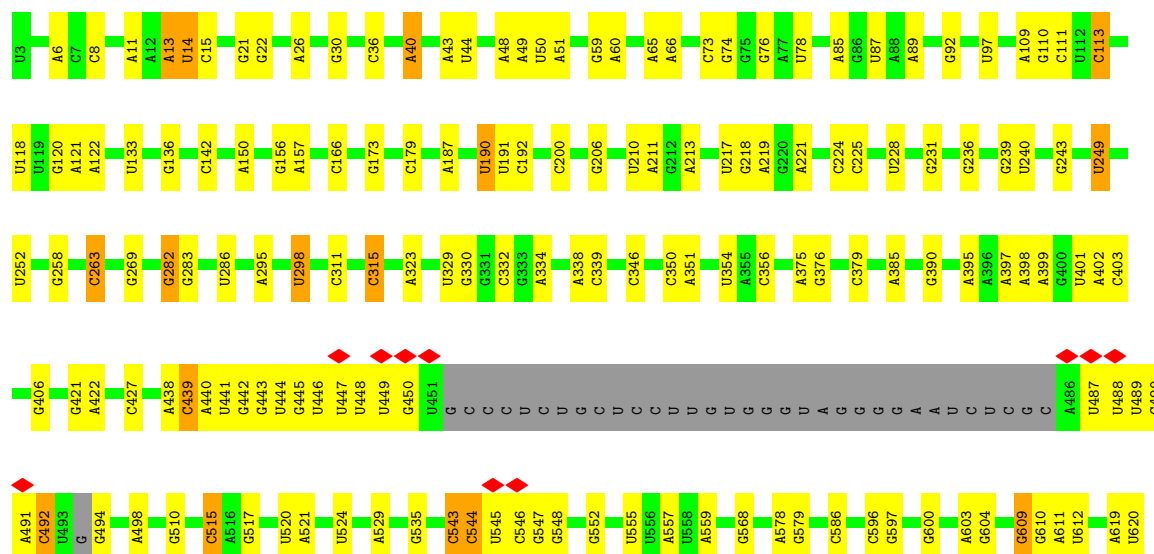 U3 A6 C7 C8 A11 A12 A13 U14 C15 G21 G22 A26 G30 C36 A40 A43 U44 A48 A49 U50 A51 G59 A60 A65 A66 C73 G74 G75 G76 A77 U78 A85 G86 U87 A88 A89 G92 U97 A109 G110 C111 U112 C113
U118 U119 G120 A121 A122 U133 G136 C142 A150 G156 A157 C166 G173 C179 A187 U190 U191 C192 C200 G206 U210 A211 G212 A213 U217 G218 A219 G220 A221 C224 C225 U228 G231 G236 G239 U240 G243 U249
U252 G258 C263 G269 G282 G283 U286 A295 U298 C311 C315 A323 U329 G330 G331 C332 G333 A334 A338 C339 C346 C350 A351 U354 A355 C356 A375 G376 C379 A385 G390 A395 A396 A397 A398 A399 G400 U401 A402 C403
G406 G421 A422 C427 A438 C439 A440 U441 G442 G443 U444 G445 U446 U447 U448 U449 G450 U451 G C C C U C U G C U C C U U G U G G G U A G G G G A A U C U C G C A486 U487 U488 U489 G490
A491 C492 U493 G G494 A498 G510 C515 A516 G517 U520 A521 U524 A529 G535 C543 C544 U545 C546 G547 G548 G552 U555 U556 A557 U558 A559 G568 A578 G579 C586 C596 G597 G600 A603 G604 G609 G610 A611 U612 A619 U620